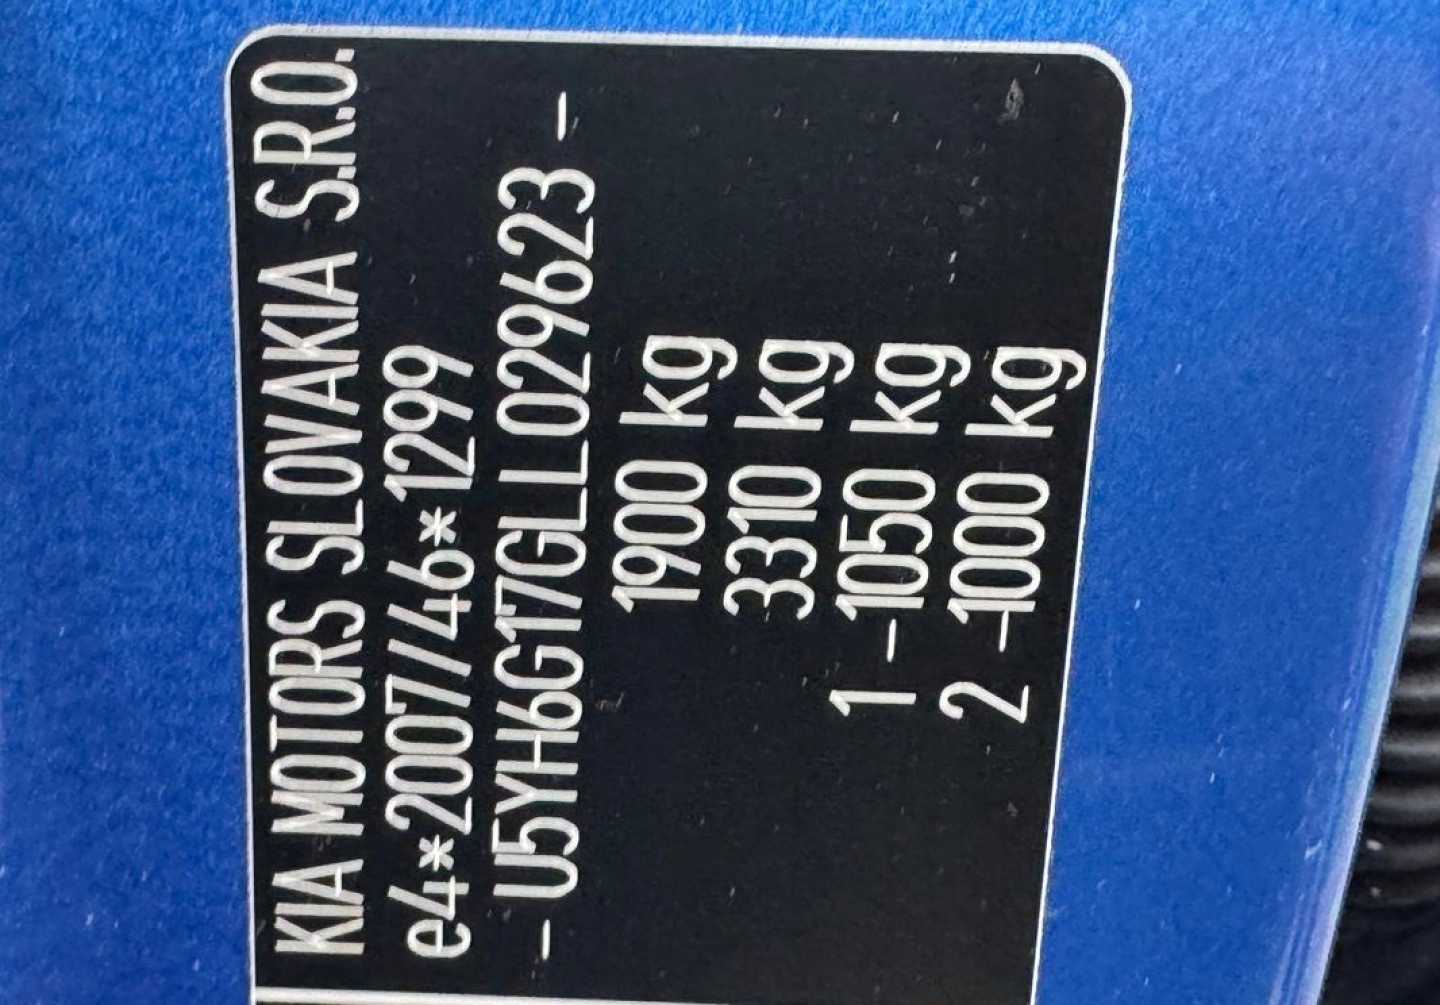 KIA MOTORS SLOVAKIA S.R.O.
e4*2007/46*1299
- U5YH6G17GLL029623 -
1900 kg
3310 kg
1 -1050 kg
2 -1000 kg